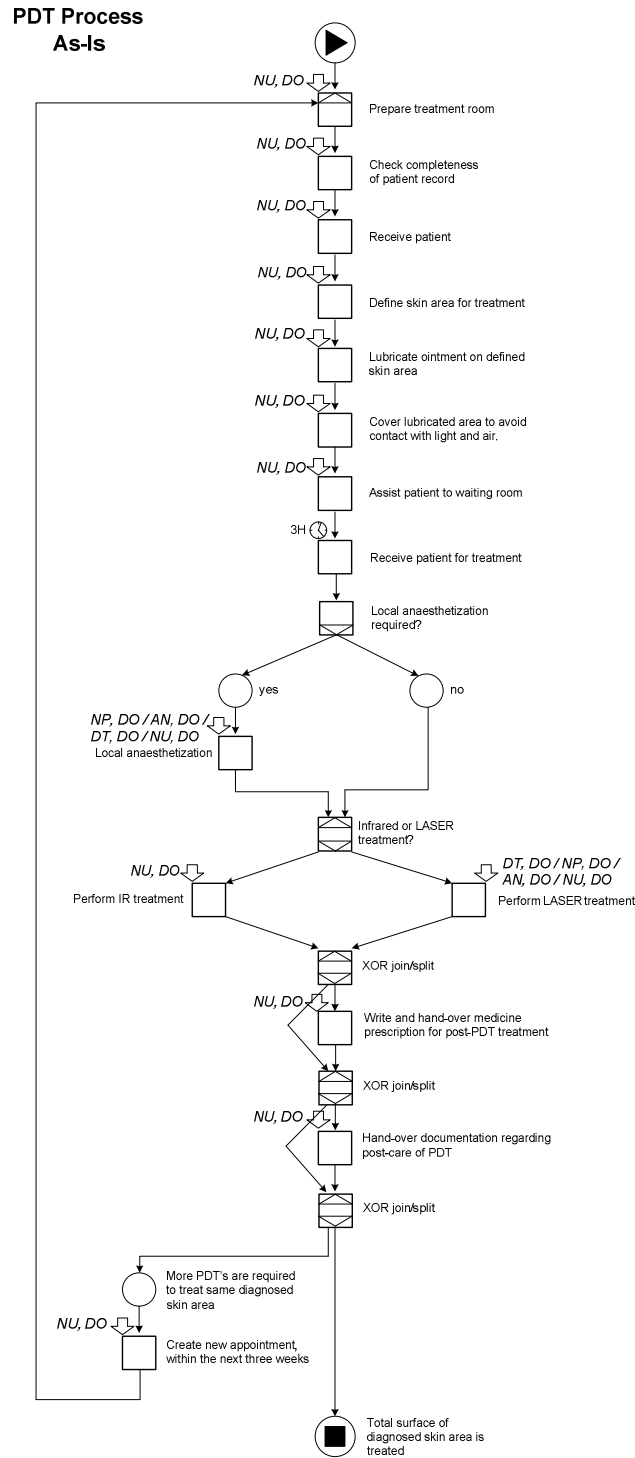 PDT Process
As-Is
NU, DO
Prepare treatment room
NU, DO
Check completeness
of patient record
NU, DO
Receive patient
NU, DO
Define skin area for treatment
NU, DO
Lubricate ointment on defined
skin area
NU, DO
Cover lubricated area to avoid
contact with light and air.
NU, DO
Assist patient to waiting room
3H
Receive patient for treatment
Local anaesthetization
required?
yes
no
NP, DO / AN, DO /
DT, DO / NU, DO
Local anaesthetization
Infrared or LASER
treatment?
NU, DO
Perform IR treatment
DT, DO / NP, DO /
AN, DO / NU, DO
Perform LASER treatment
XOR join/split
NU, DO
Write and hand-over medicine
prescription for post-PDT treatment
XOR join/split
NU, DO
Hand-over documentation regarding
post-care of PDT
XOR join/split
More PDT's are required
to treat same diagnosed
skin area
NU, DO
Create new appointment,
within the next three weeks
Total surface of
diagnosed skin area is
treated